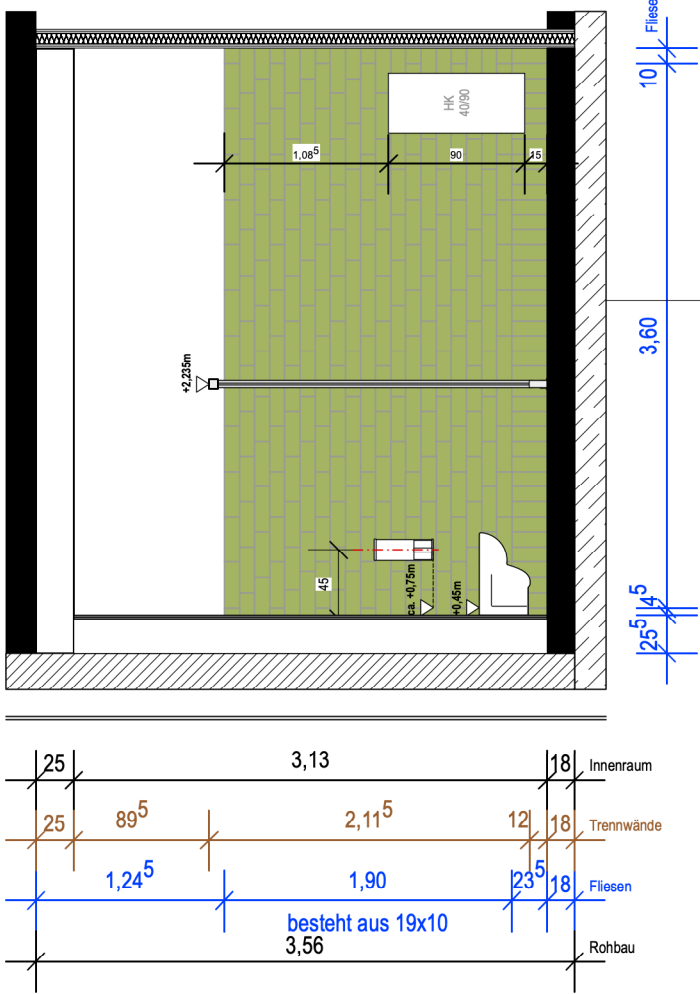 Fliese
10
HK
40/90
1,08⁵
90
15
3,60
+2,235m
45
ca. +0,75m
+0,45m
4⁵
25⁵
25
3,13
18
Innenraum
25
89⁵
2,11⁵
12
18
Trennwände
1,24⁵
1,90
23⁵
18
Fliesen
besteht aus 19x10
3,56
Rohbau